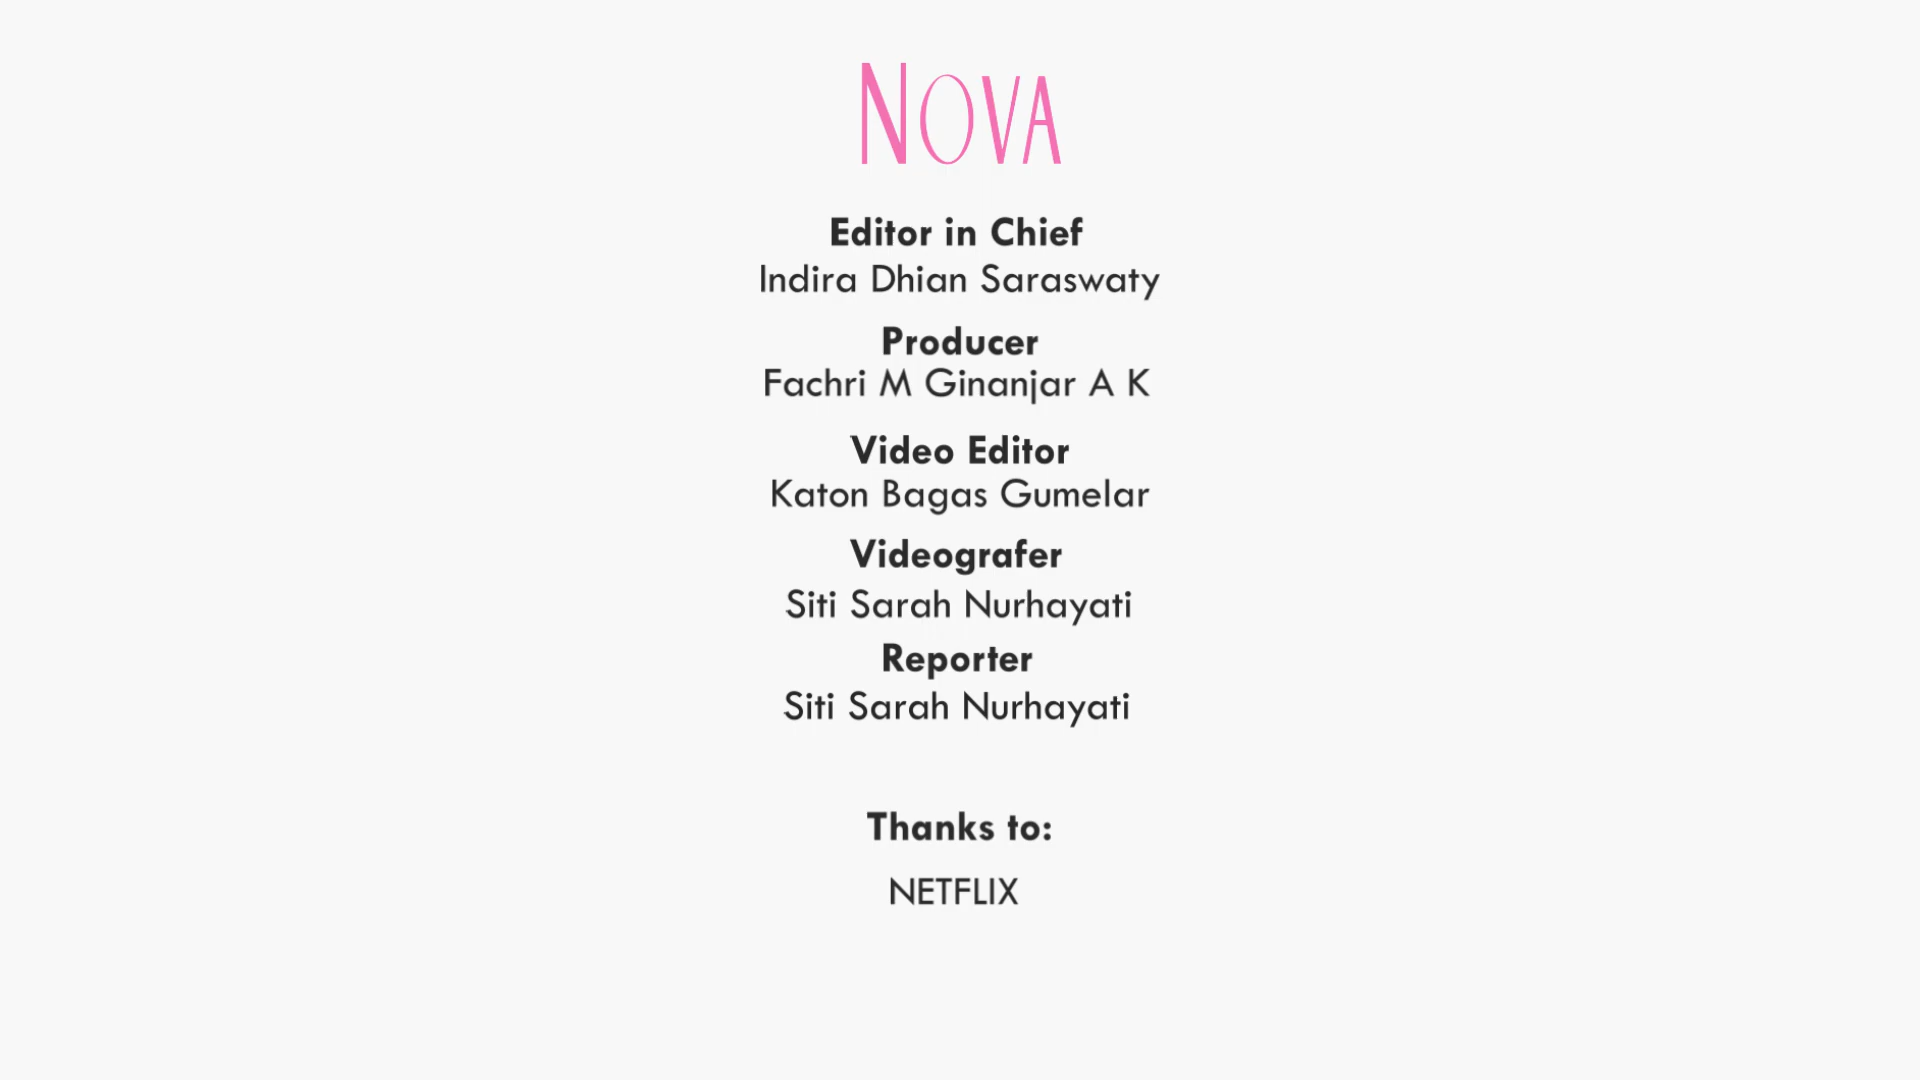 NOVA
Editor in Chief
Indira Dhian Saraswaty
Producer
Fachri M Ginanjar A K
Video Editor
Katon Bagas Gumelar
Videografer
Siti Sarah Nurhayati
Reporter
Siti Sarah Nurhayati
Thanks to:
NETFLIX